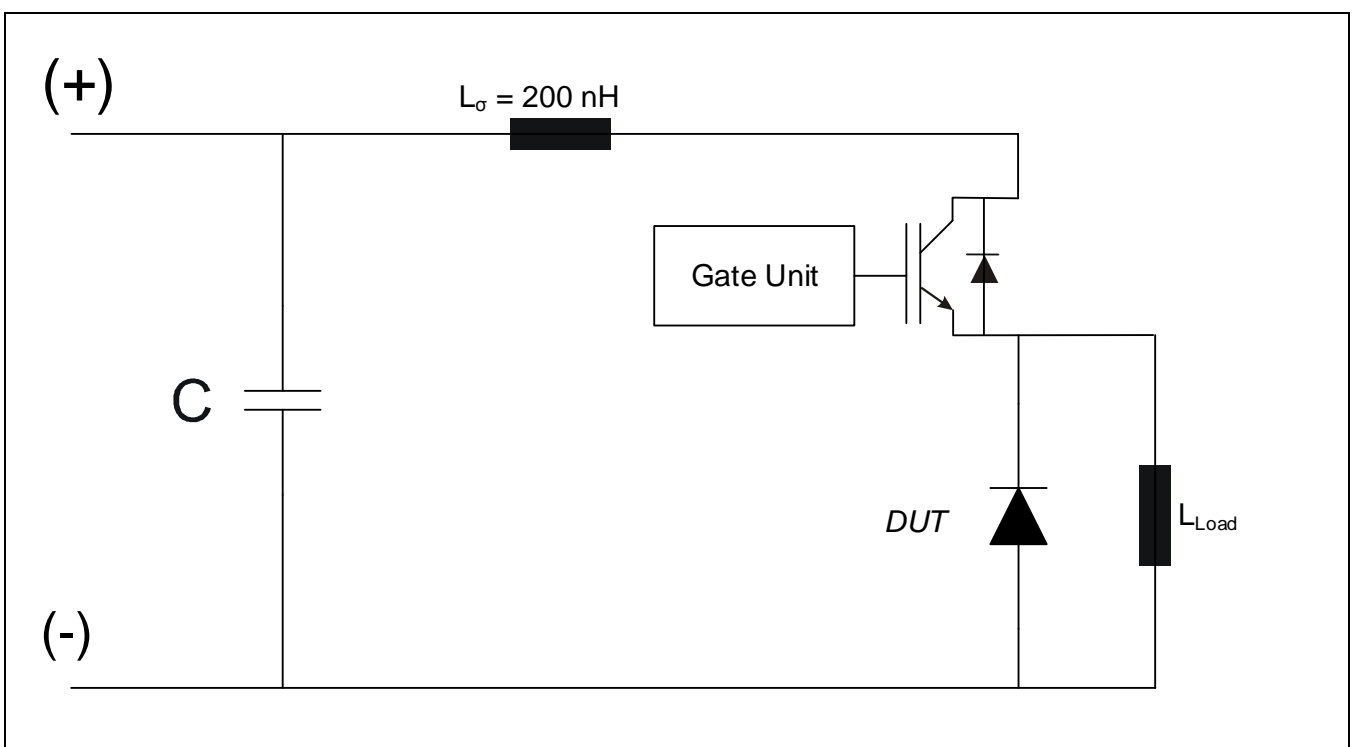 (+)
Lσ = 200 nH
Gate Unit
C
DUT
LLoad
(-)